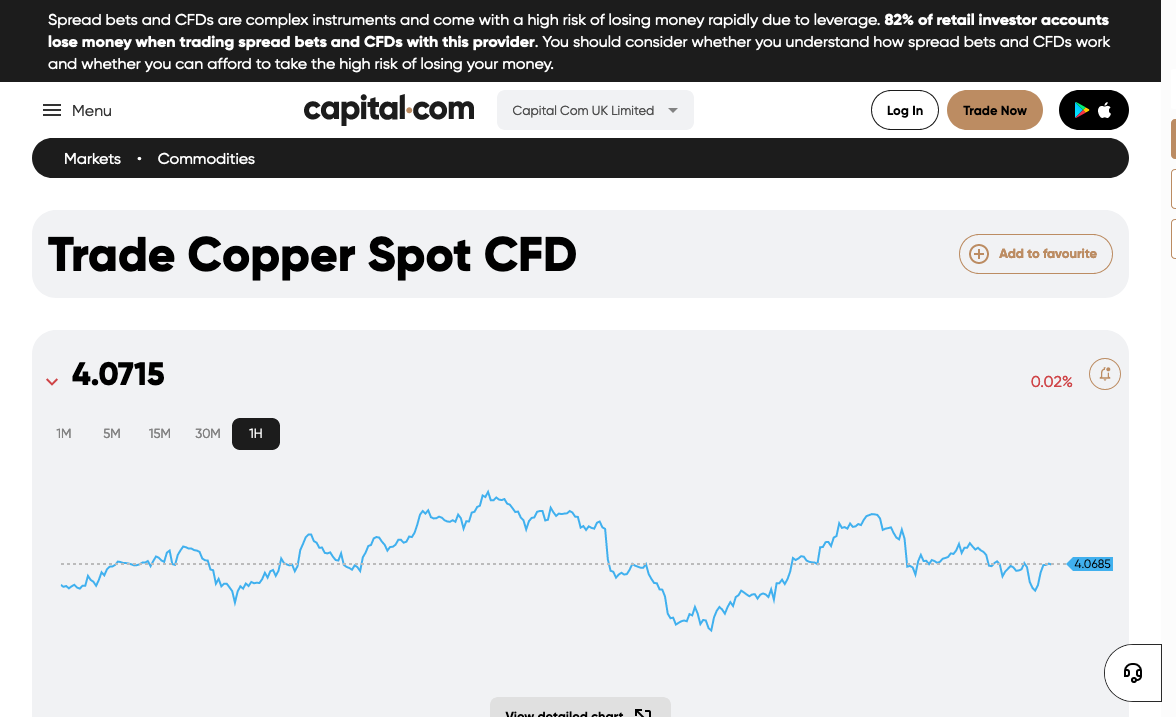 Spread bets and CFDs are complex instruments and come with a high risk of losing money rapidly due to leverage. 82% of retail investor accounts
lose money when trading spread bets and CFDs with this provider. You should consider whether you understand how spread bets and CFDs work
and whether you can afford to take the high risk of losing your money.
Menu
capital.com
Capital Com UK Limited
Log In
Trade Now
Markets • Commodities
Trade Copper Spot CFD
Add to favourite
4.0715
0.02%
1M 5M 15M 30M 1H
4.0685
View detailed chart